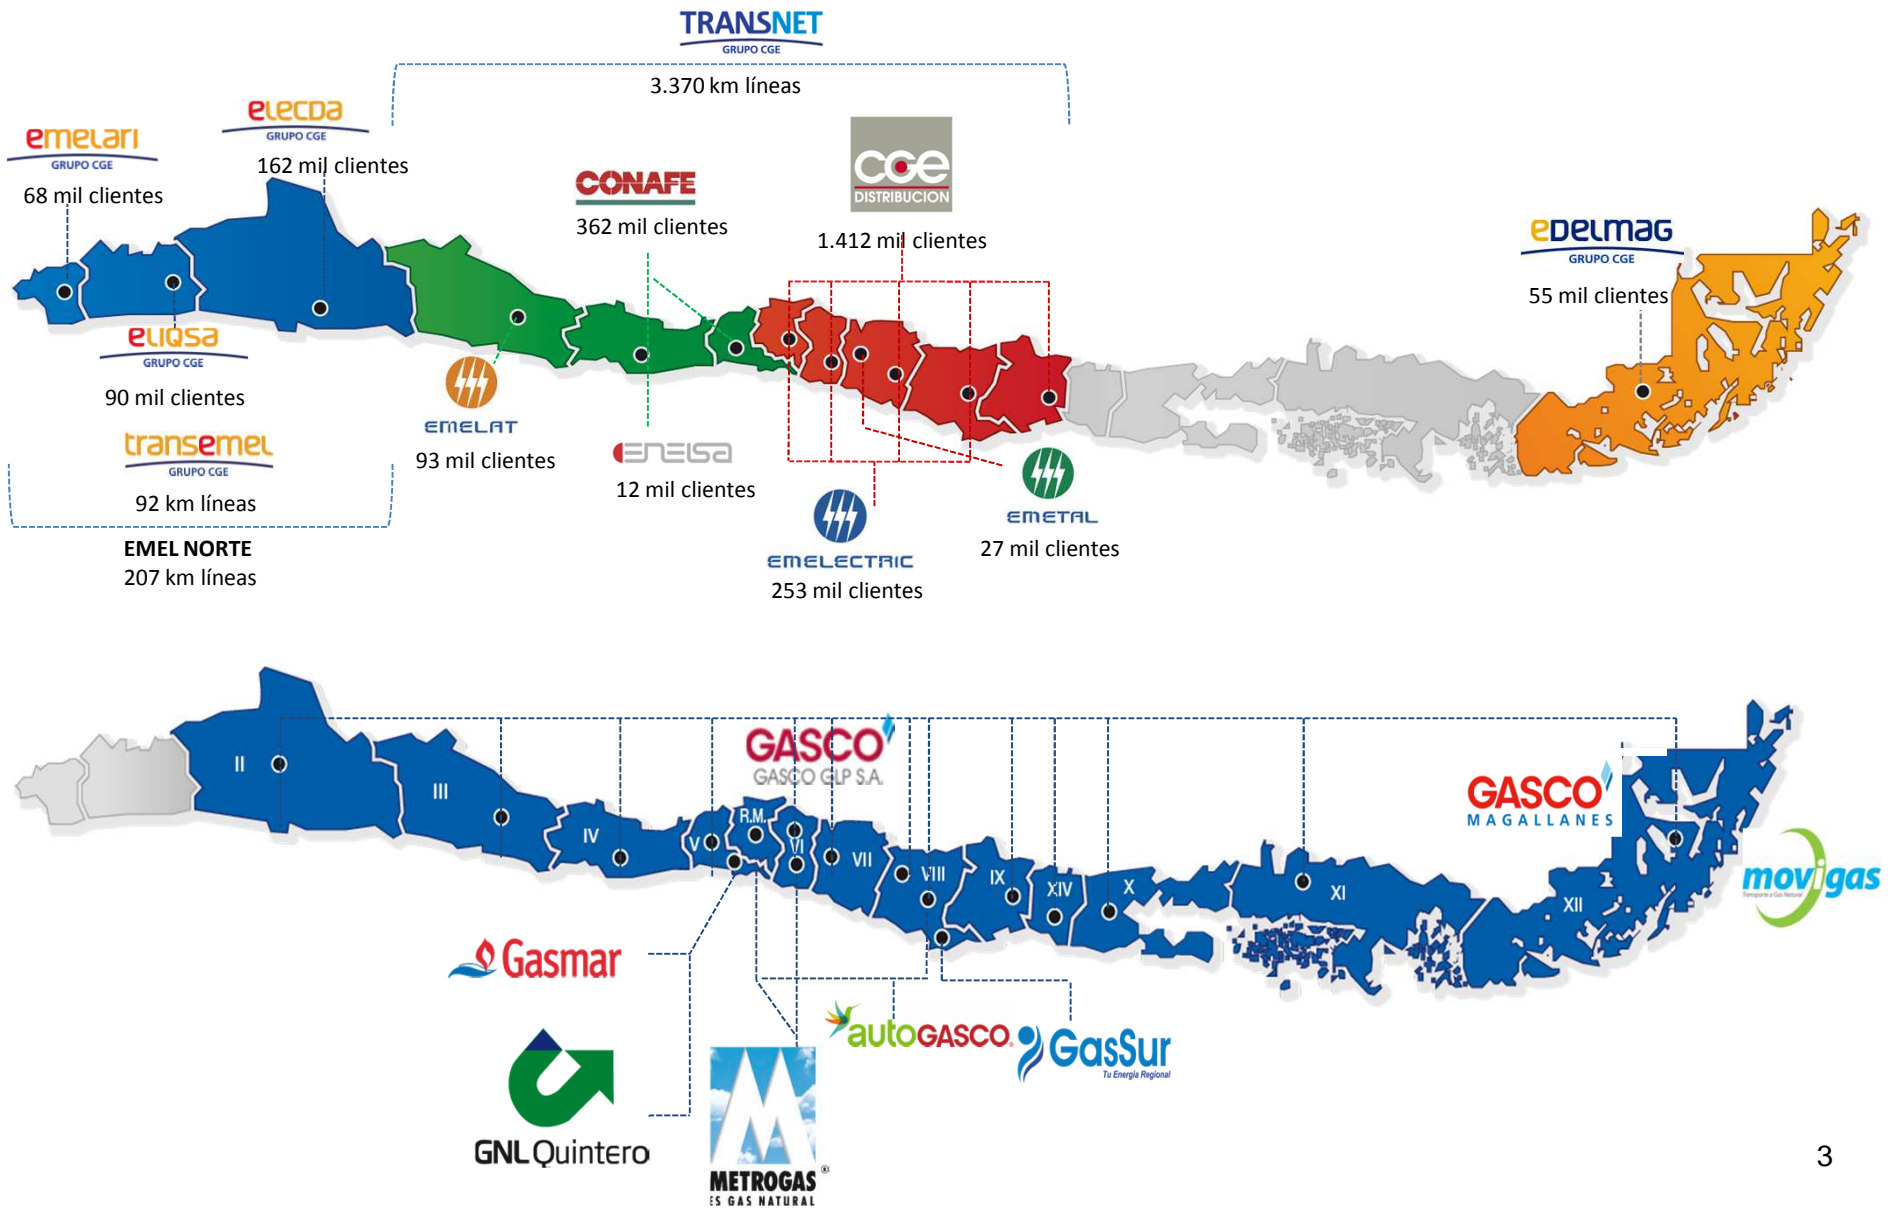 TRANSNET
GRUPO CGE
3.370 km líneas
elecda
GRUPO CGE
162 mil clientes
emelari
GRUPO CGE
68 mil clientes
CONAFE
362 mil clientes
cge
DISTRIBUCION
1.412 mil clientes
eDELMAG
GRUPO CGE
55 mil clientes
eLIQSA
GRUPO CGE
90 mil clientes
transemel
GRUPO CGE
92 km líneas
EMEL NORTE
207 km líneas
EMELAT
93 mil clientes
ENELSA
12 mil clientes
EMELECTRIC
253 mil clientes
EMETAL
27 mil clientes
GASCO
GASCO GLP S.A.
GASCO
MAGALLANES
movigas
Transporte a Gas Natural
II
III
IV
V
R.M.
VI
VII
VIII
IX
XIV
X
XI
XII
Gasmar
autoGASCO
GasSur
Tu Energía Regional
GNL Quintero
METROGAS
ES GAS NATURAL
3